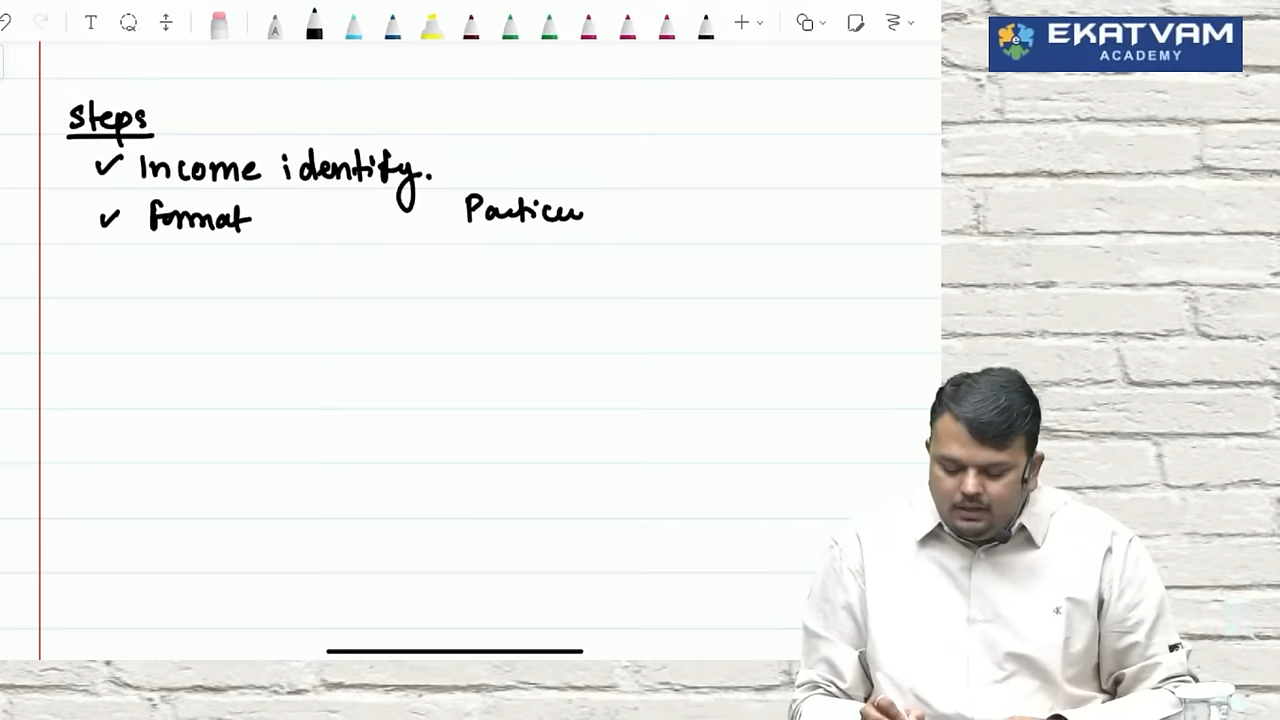 EKATVAM
ACADEMY
Steps
✓ Income identify.
✓ Format
Particu